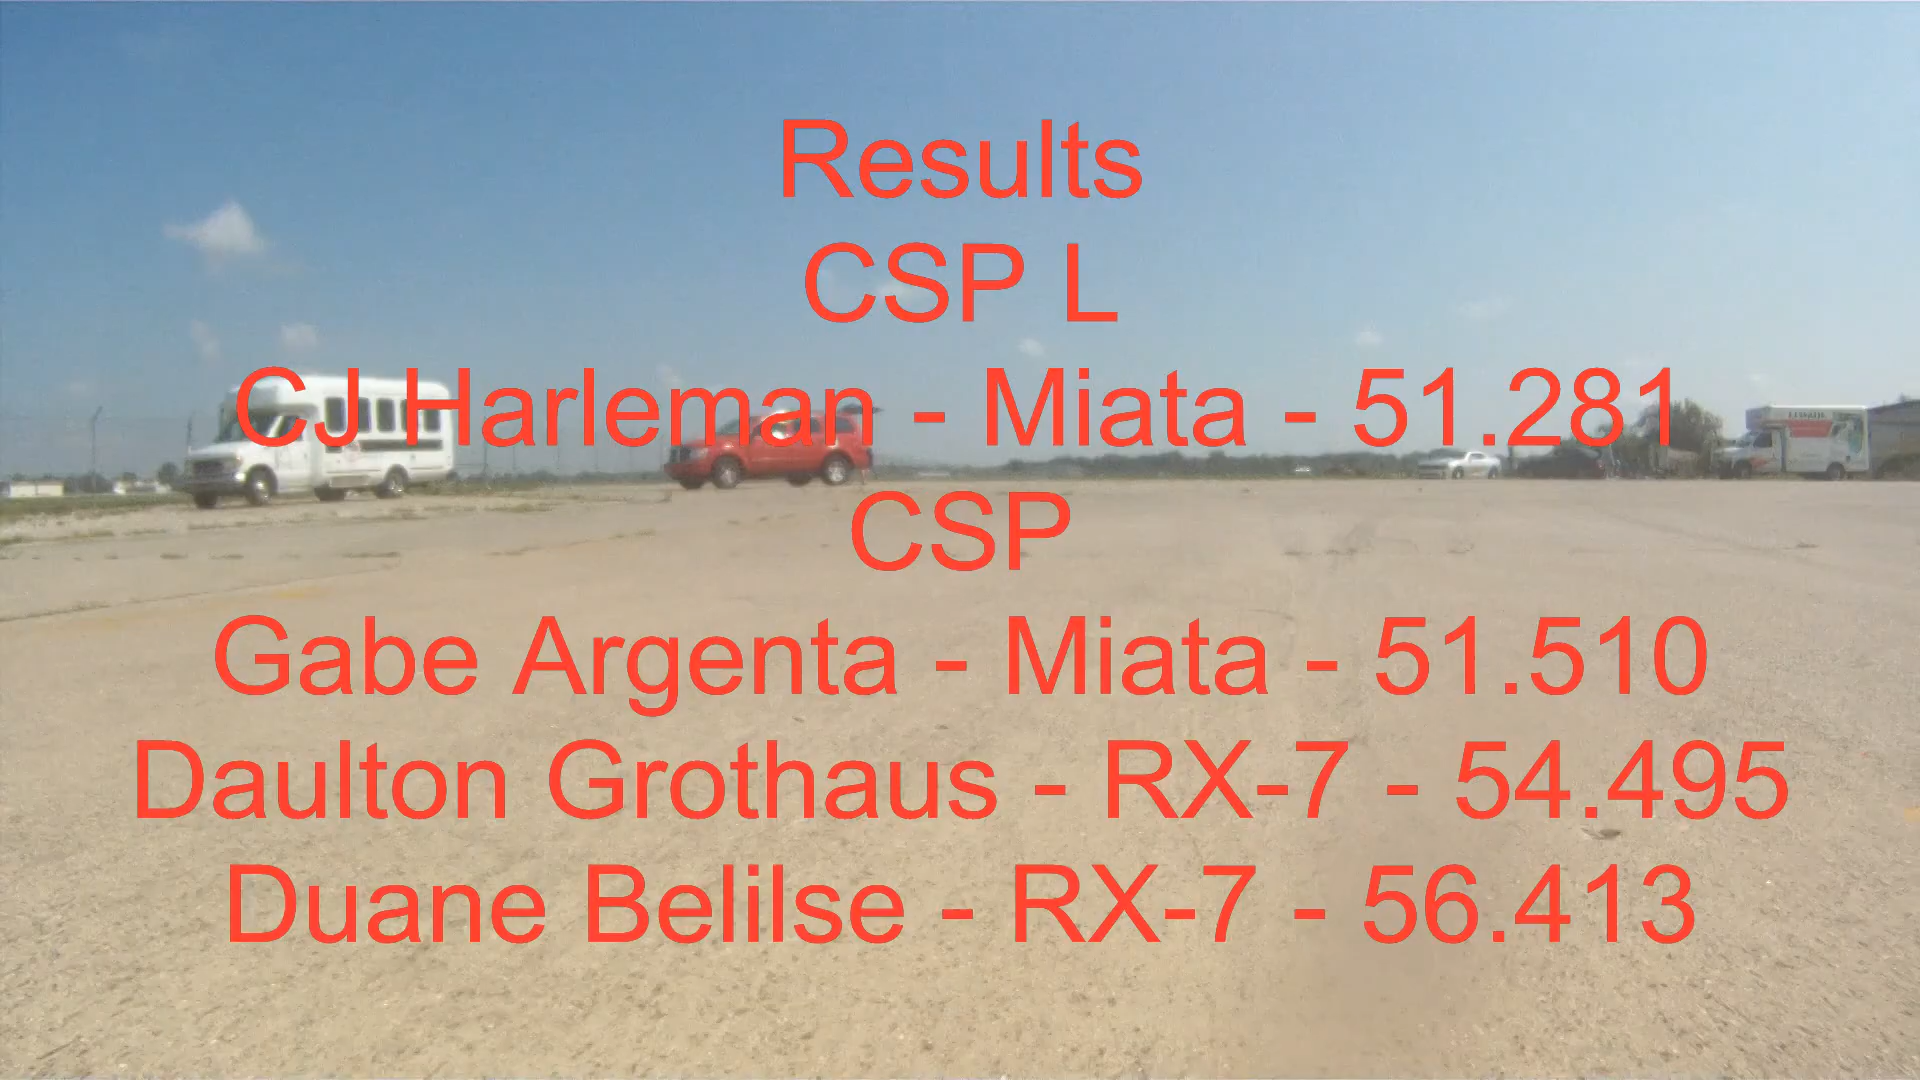 Results
CSP L
CJ Harleman - Miata - 51.281
CSP
Gabe Argenta - Miata - 51.510
Daulton Grothaus - RX-7 - 54.495
Duane Belilse - RX-7 - 56.413